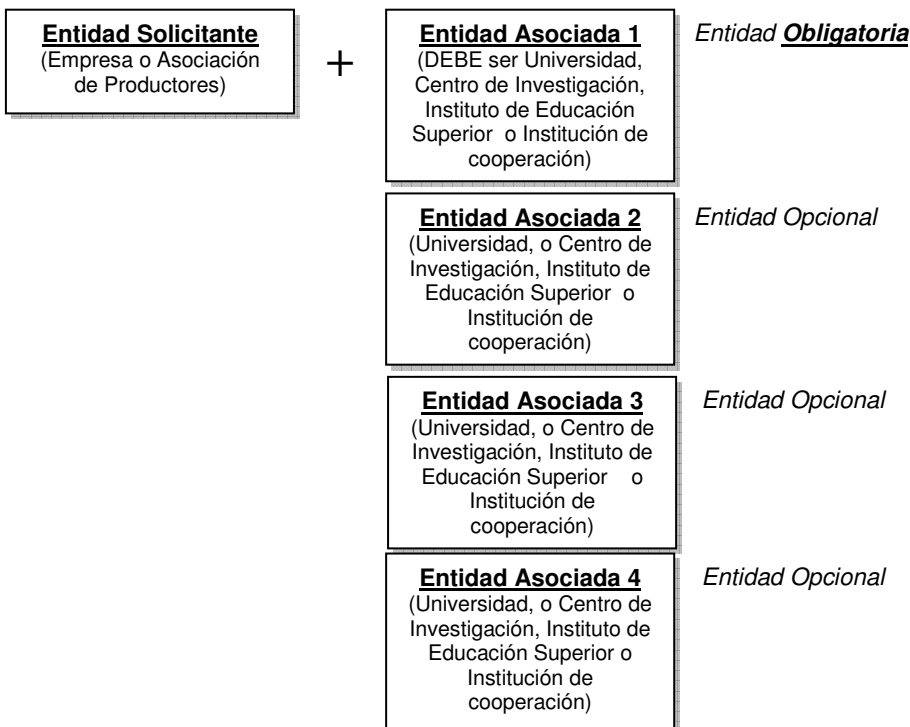 Entidad Solicitante
(Empresa o Asociación
de Productores)
+
Entidad Asociada 1
(DEBE ser Universidad,
Centro de Investigación,
Instituto de Educación
Superior o Institución de
cooperación)
Entidad Obligatoria
Entidad Asociada 2
(Universidad, o Centro de
Investigación, Instituto de
Educación Superior o
Institución de
cooperación)
Entidad Opcional
Entidad Asociada 3
(Universidad, o Centro de
Investigación, Instituto de
Educación Superior o
Institución de
cooperación)
Entidad Opcional
Entidad Asociada 4
(Universidad, o Centro de
Investigación, Instituto de
Educación Superior o
Institución de
cooperación)
Entidad Opcional